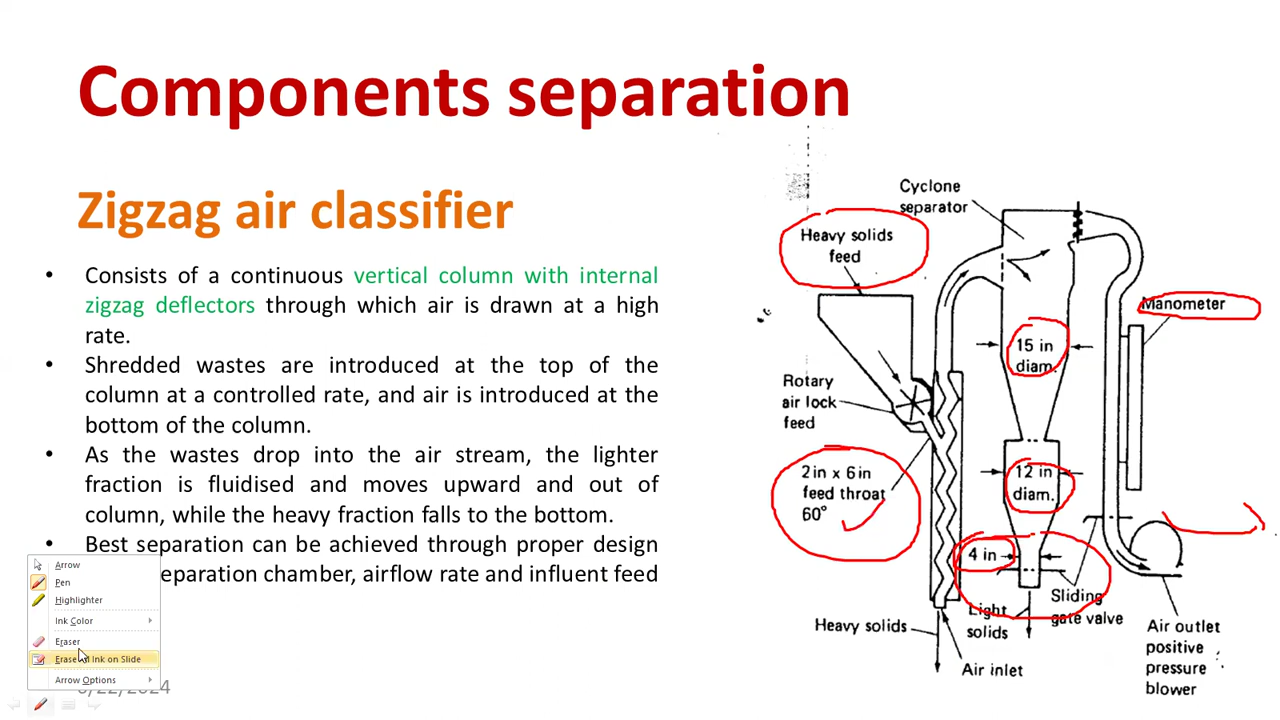 Components separation
Zigzag air classifier
• Consists of a continuous vertical column with internal
zigzag deflectors through which air is drawn at a high
rate.
• Shredded wastes are introduced at the top of the
column at a controlled rate, and air is introduced at the
bottom of the column.
• As the wastes drop into the air stream, the lighter
fraction is fluidised and moves upward and out of
column, while the heavy fraction falls to the bottom.
• Best separation can be achieved through proper design
eparation chamber, airflow rate and influent feed
Arrow
Pen
Highlighter
Ink Color
Eraser
Erase Ink on Slide
Arrow Options
/22/2024
Cyclone
separator
Heavy solids
feed
Manometer
15 in
diam.
Rotary
air lock
feed
2 in x 6 in
feed throat
60°
12 in
diam.
4 in
Sliding
gate valve
Light
solids
Heavy solids
Air inlet
Air outlet
positive
pressure
blower